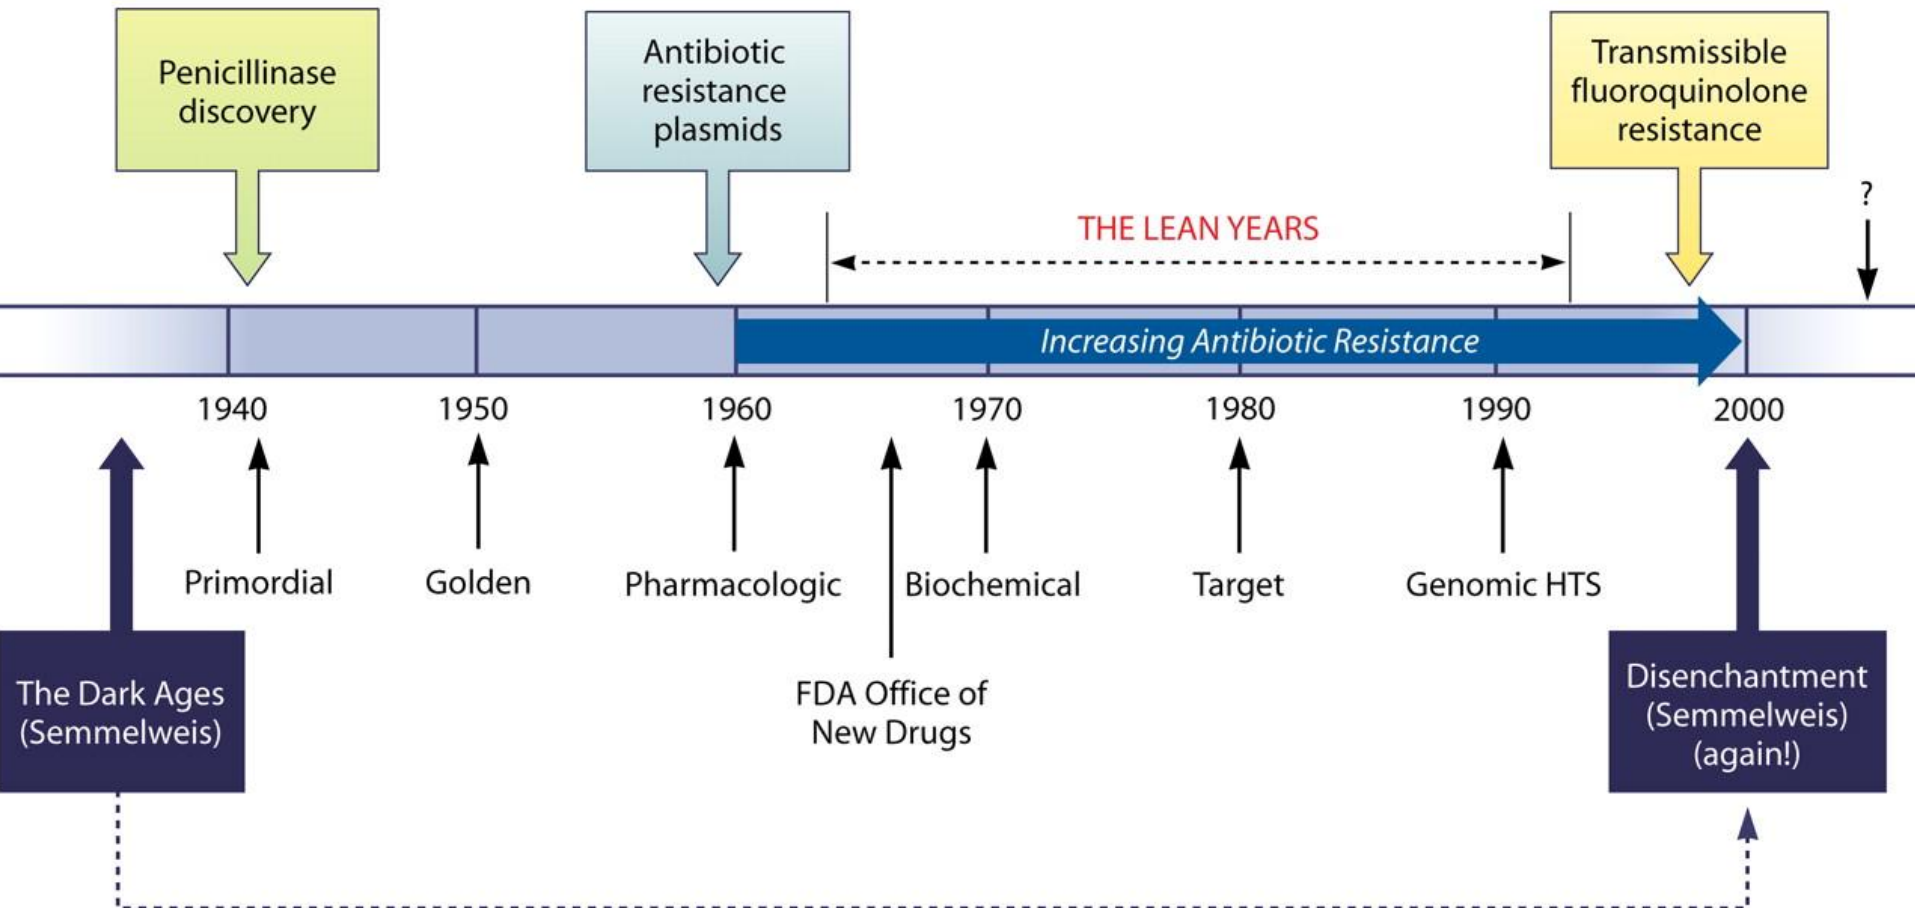 Penicillinase
discovery
Antibiotic
resistance
plasmids
Transmissible
fluoroquinolone
resistance
?
THE LEAN YEARS
Increasing Antibiotic Resistance
1940
1950
1960
1970
1980
1990
2000
Primordial
Golden
Pharmacologic
Biochemical
Target
Genomic HTS
The Dark Ages
(Semmelweis)
FDA Office of
New Drugs
Disenchantment
(Semmelweis)
(again!)